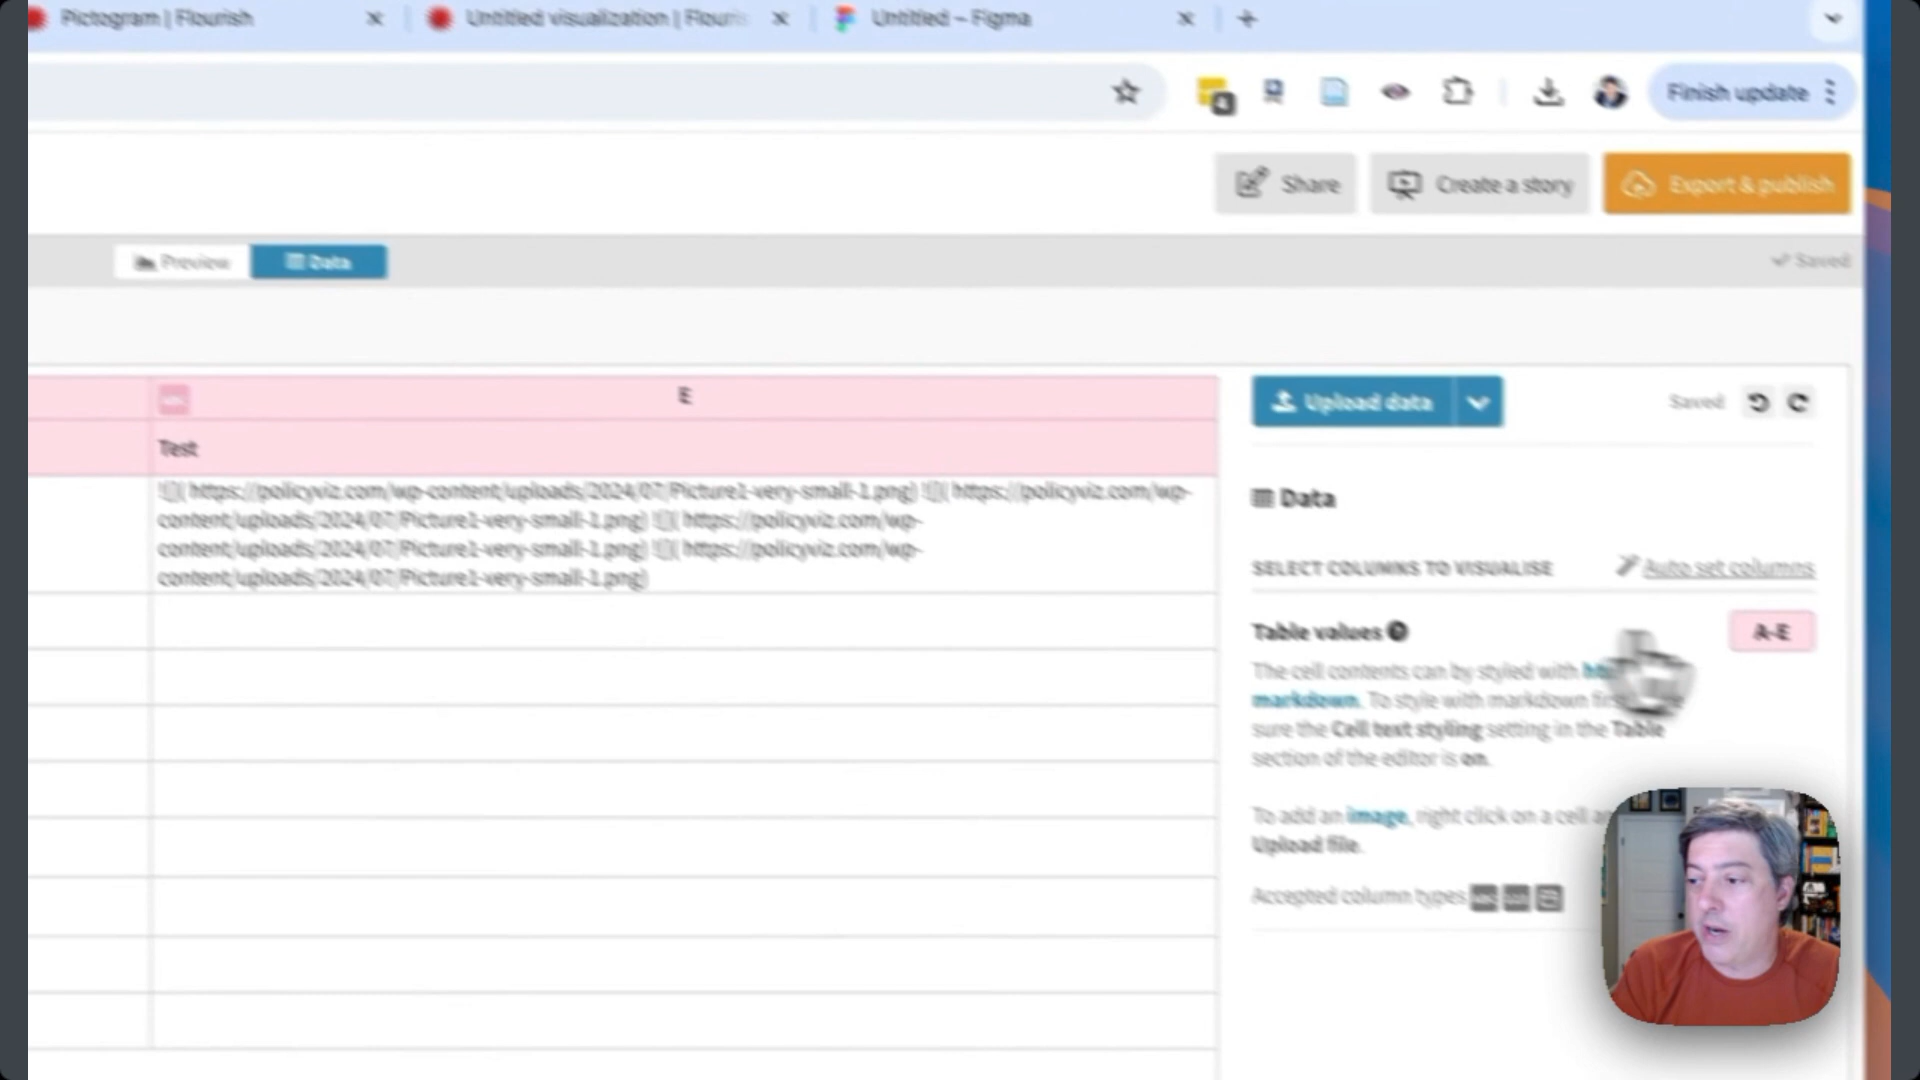 Pictogram | Flourish
Untitled visualization | Flouri
Untitled – Figma
Finish update
Share
Create a story
Export & publish
Preview
Data
Saved
E
Upload data
Saved
Test
![]( https://policyviz.com/wp-content/uploads/2024/07/Picture1-very-small-1.png) ![]( https://policyviz.com/wp-
content/uploads/2024/07/Picture1-very-small-1.png) ![]( https://policyviz.com/wp-
content/uploads/2024/07/Picture1-very-small-1.png) ![]( https://policyviz.com/wp-
content/uploads/2024/07/Picture1-very-small-1.png)
Data
SELECT COLUMNS TO VISUALISE
Auto set columns
Table values
A-E
The cell contents can by styled with
markdown. To style with markdown
sure the Cell text styling setting in the Table
section of the editor is on.
To add an image, right click on a cell
Upload file.
Accepted column types